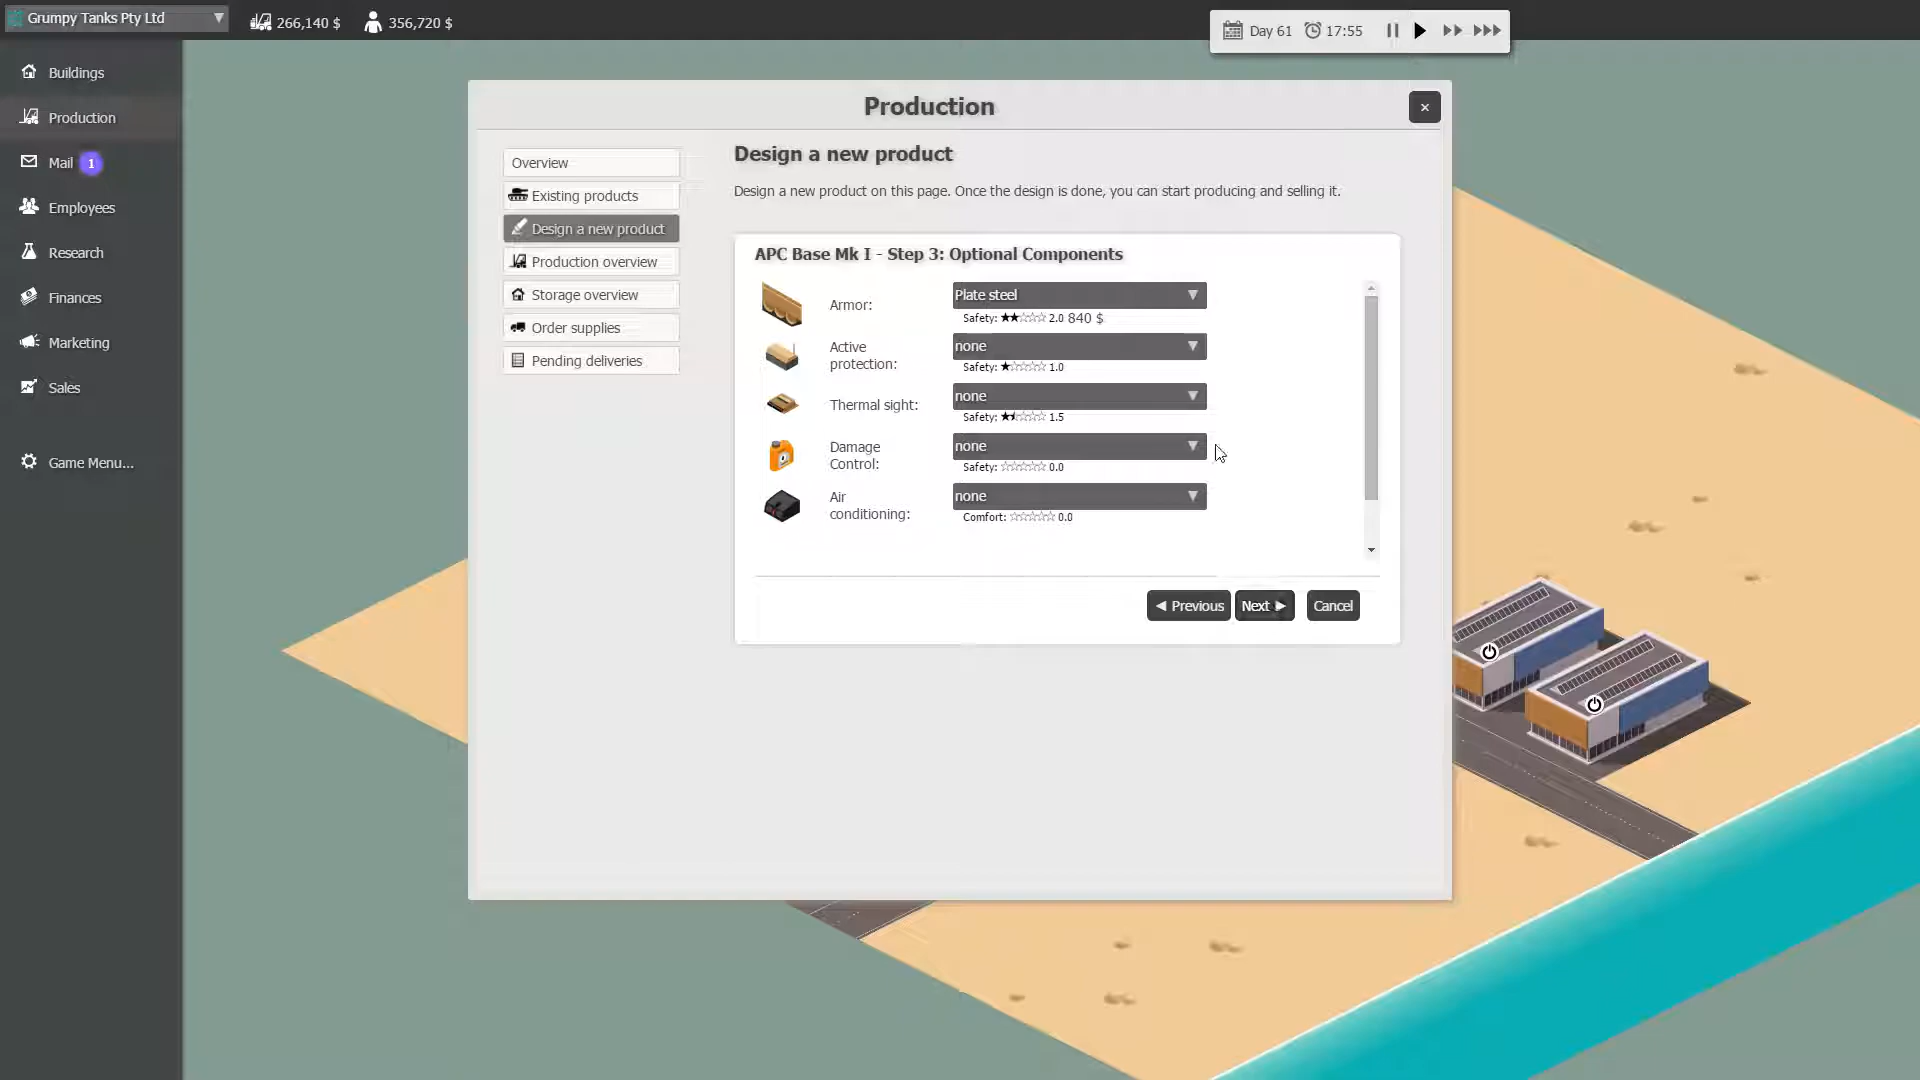 Grumpy Tanks Pty Ltd
266,140 $
356,720 $
Day 61
17:55
Buildings
Production
Mail
1
Employees
Research
Finances
Marketing
Sales
Game Menu...
Production
Overview
Existing products
Design a new product
Production overview
Storage overview
Order supplies
Pending deliveries
Design a new product
Design a new product on this page. Once the design is done, you can start producing and selling it.
APC Base Mk I - Step 3: Optional Components
Armor:
Plate steel
Safety: ★★☆☆☆ 2.0 840 $
Active
protection:
none
Safety: ★☆☆☆☆ 1.0
Thermal sight:
none
Safety: 1.5
Damage
Control:
none
Safety: ☆☆☆☆☆ 0.0
Air
conditioning:
none
Comfort: ☆☆☆☆☆ 0.0
Previous
Next
Cancel